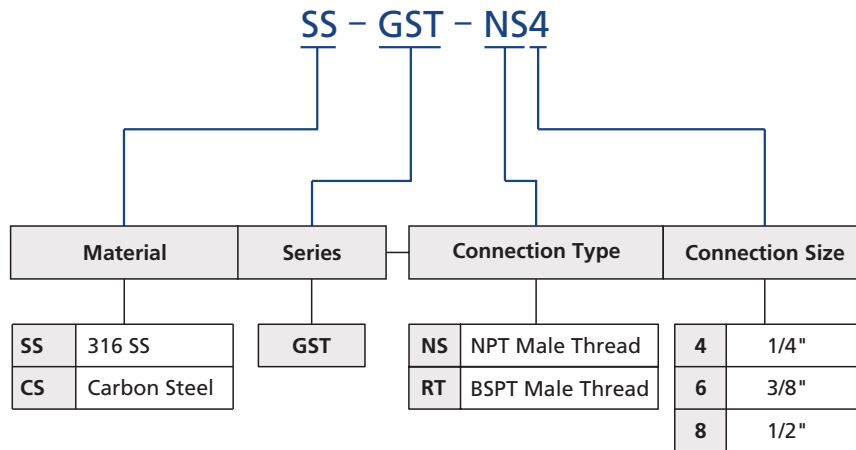 SS – GST – NS4
Material Series Connection Type Connection Size
SS 316 SS GST NS NPT Male Thread 4 1/4"
CS Carbon Steel RT BSPT Male Thread 6 3/8"
8 1/2"